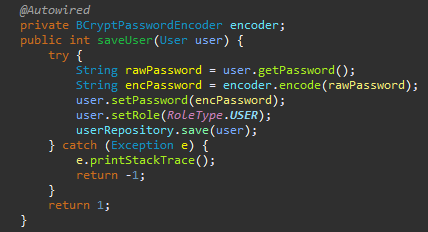 @Autowired
private BCryptPasswordEncoder encoder;
public int saveUser(User user) {
    try {
        String rawPassword = user.getPassword();
        String encPassword = encoder.encode(rawPassword);
        user.setPassword(encPassword);
        user.setRole(RoleType.USER);
        userRepository.save(user);
    } catch (Exception e) {
        e.printStackTrace();
        return -1;
    }
    return 1;
}